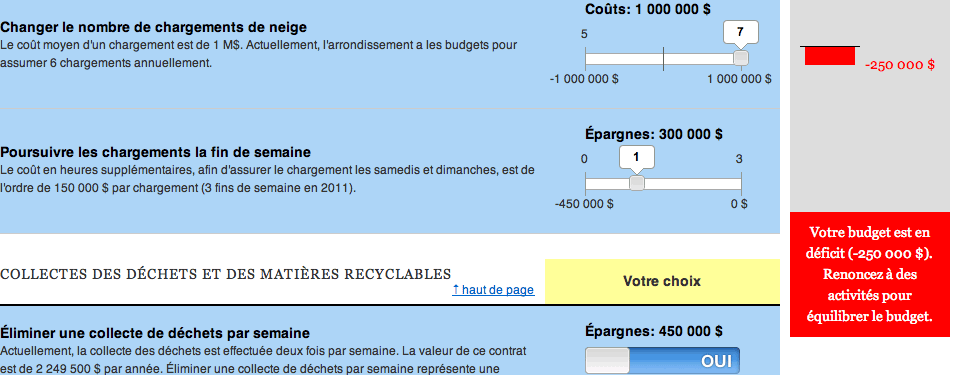 Changer le nombre de chargements de neige
Le coût moyen d'un chargement est de 1 M$. Actuellement, l'arrondissement a les budgets pour
assumer 6 chargements annuellement.
Coûts: 1 000 000 $
5
7
-1 000 000 $
1 000 000 $
Poursuivre les chargements la fin de semaine
Le coût en heures supplémentaires, afin d'assurer le chargement les samedis et dimanches, est de
l'ordre de 150 000 $ par chargement (3 fins de semaine en 2011).
Épargnes: 300 000 $
0
1
3
-450 000 $
0 $
COLLECTES DES DÉCHETS ET DES MATIÈRES RECYCLABLES
↑ haut de page
Votre choix
Éliminer une collecte de déchets par semaine
Actuellement, la collecte des déchets est effectuée deux fois par semaine. La valeur de ce contrat
est de 2 249 500 $ par année. Éliminer une collecte de déchets par semaine représente une
Épargnes: 450 000 $
OUI
-250 000 $
Votre budget est en
déficit (-250 000 $).
Renoncez à des
activités pour
équilibrer le budget.